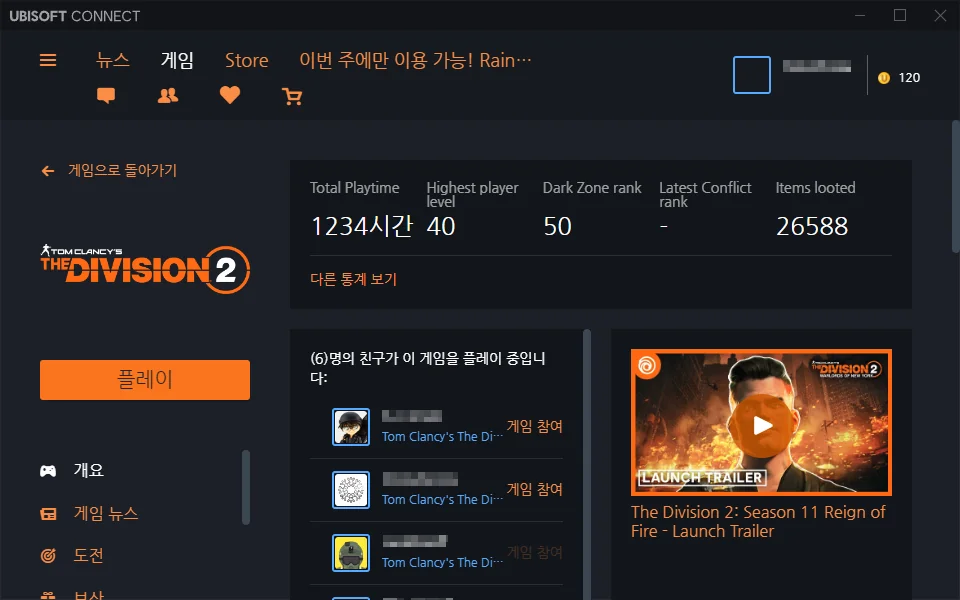 UBISOFT CONNECT
뉴스 게임 Store 이번 주에만 이용 가능! Rain…
120
게임으로 돌아가기
TOM CLANCY'S
THE DIVISION 2
플레이
개요
게임 뉴스
도전
보상
Total Playtime
1234시간
Highest player
level
40
Dark Zone rank
50
Latest Conflict
rank
-
Items looted
26588
다른 통계 보기
(6)명의 친구가 이 게임을 플레이 중입니
다:
Tom Clancy's The Di… 게임 참여
Tom Clancy's The Di… 게임 참여
Tom Clancy's The Di… 게임 참여
TOM CLANCY'S
THE DIVISION 2
WARLORDS OF NEW YORK
LAUNCH TRAILER
The Division 2: Season 11 Reign of
Fire - Launch Trailer